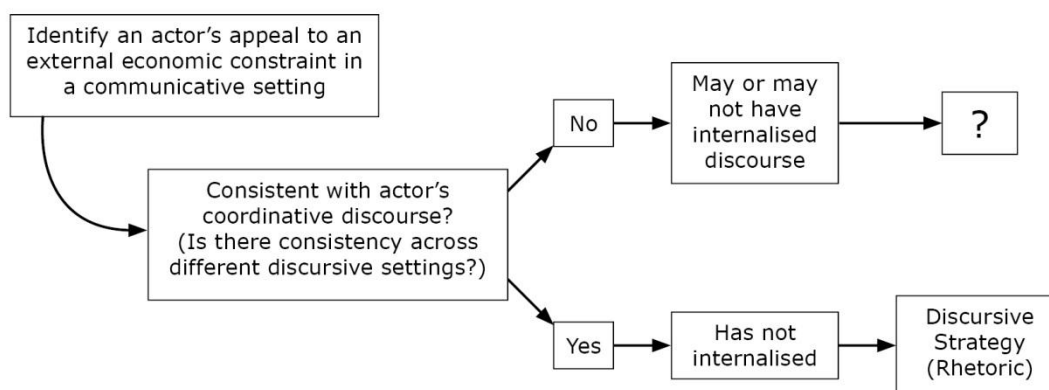 Identify an actor's appeal to an
external economic constraint in
a communicative setting
No
May or may
not have
internalised
discourse
?
Consistent with actor's
coordinative discourse?
(Is there consistency across
different discursive settings?)
Yes
Has not
internalised
Discursive
Strategy
(Rhetoric)